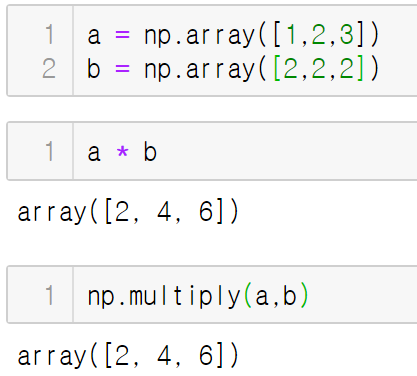 1 a = np.array([1,2,3])
2 b = np.array([2,2,2])
1 a * b
array([2, 4, 6])
1 np.multiply(a,b)
array([2, 4, 6])